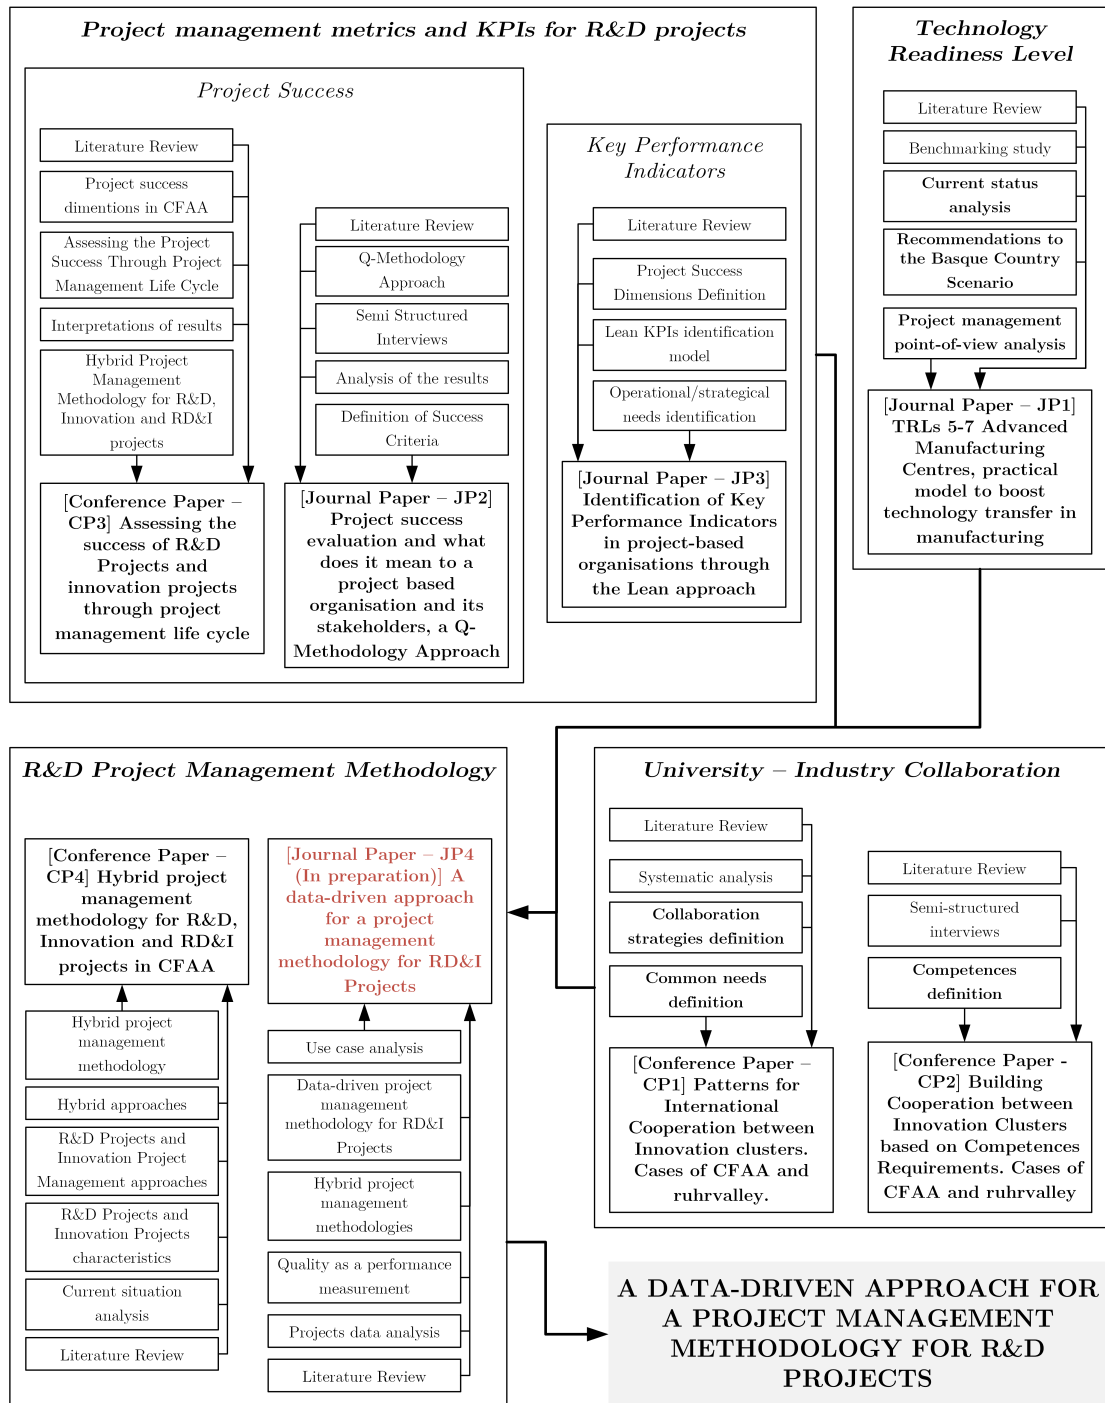 Project management metrics and KPIs for R&D projects
Project Success
Literature Review
Project success
dimentions in CFAA
Assessing the Project
Success Through Project
Management Life Cycle
Interpretations of results
Hybrid Project
Management
Methodology for R&D,
Innovation and RD&I
projects
[Conference Paper –
CP3] Assessing the
success of R&D
Projects and
innovation projects
through project
management life cycle
Literature Review
Q-Methodology
Approach
Semi Structured
Interviews
Analysis of the results
Definition of Success
Criteria
[Journal Paper – JP2]
Project success
evaluation and what
does it mean to a
project based
organisation and its
stakeholders, a Q-
Methodology Approach
Key Performance
Indicators
Literature Review
Project Success
Dimensions Definition
Lean KPIs identification
model
Operational/strategical
needs identification
[Journal Paper – JP3]
Identification of Key
Performance Indicators
in project-based
organisations through
the Lean approach
Technology
Readiness Level
Literature Review
Benchmarking study
Current status
analysis
Recommendations to
the Basque Country
Scenario
Project management
point-of-view analysis
[Journal Paper – JP1]
TRLs 5-7 Advanced
Manufacturing
Centres, practical
model to boost
technology transfer in
manufacturing
R&D Project Management Methodology
[Conference Paper –
CP4] Hybrid project
management
methodology for R&D,
Innovation and RD&I
projects in CFAA
Hybrid project
management
methodology
Hybrid approaches
R&D Projects and
Innovation Project
Management approaches
R&D Projects and
Innovation Projects
characteristics
Current situation
analysis
Literature Review
[Journal Paper – JP4
(In preparation)] A
data-driven approach
for a project
management
methodology for RD&I
Projects
Use case analysis
Data-driven project
management
methodology for RD&I
Projects
Hybrid project
management
methodologies
Quality as a performance
measurement
Projects data analysis
Literature Review
University – Industry Collaboration
Literature Review
Systematic analysis
Collaboration
strategies definition
Common needs
definition
[Conference Paper –
CP1] Patterns for
International
Cooperation between
Innovation clusters.
Cases of CFAA and
ruhrvalley.
Literature Review
Semi-structured
interviews
Competences
definition
[Conference Paper -
CP2] Building
Cooperation between
Innovation Clusters
based on Competences
Requirements. Cases of
CFAA and ruhrvalley
A DATA-DRIVEN APPROACH FOR
A PROJECT MANAGEMENT
METHODOLOGY FOR R&D
PROJECTS